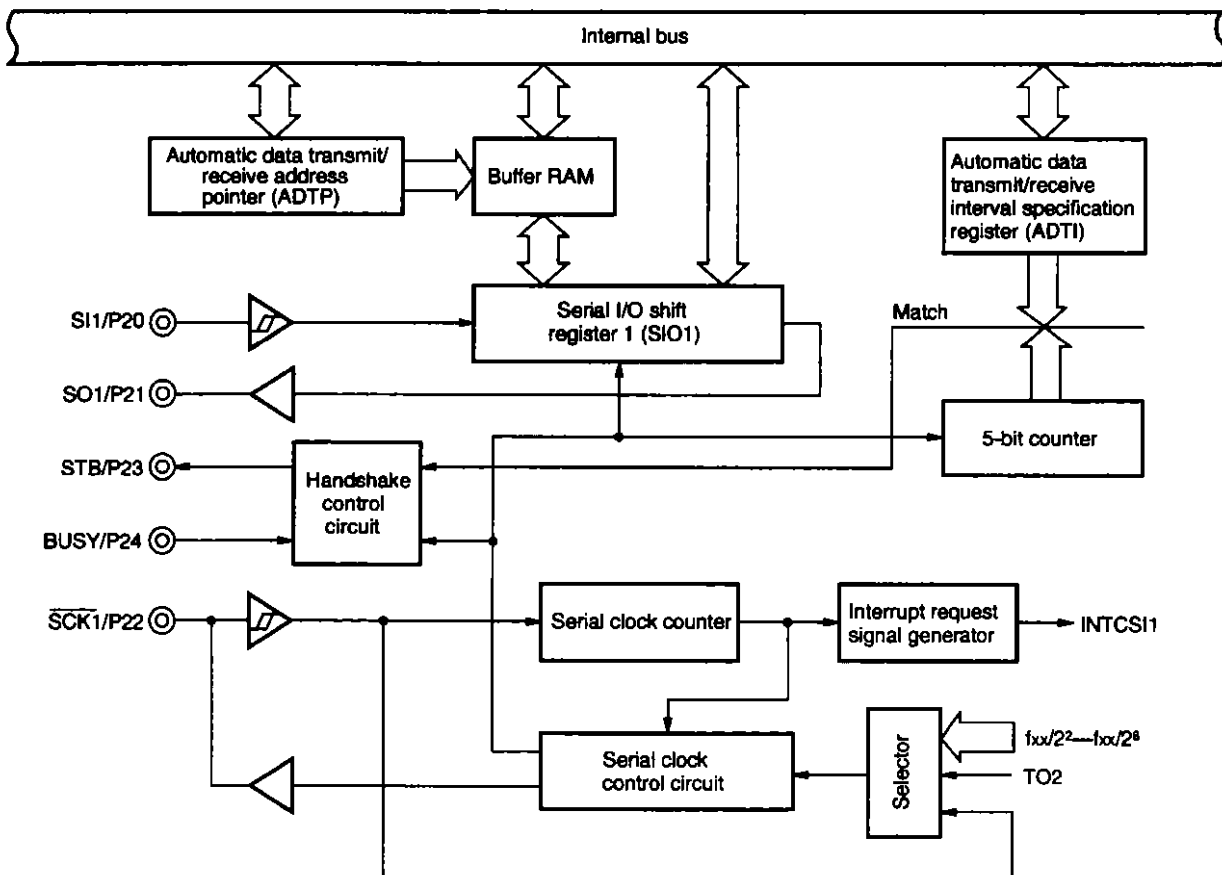 Internal bus
Automatic data transmit/
receive address
pointer (ADTP)
Buffer RAM
Automatic data
transmit/receive
interval specification
register (ADTI)
SI1/P20
Serial I/O shift
register 1 (SIO1)
Match
SO1/P21
5-bit counter
STB/P23
Handshake
control
circuit
BUSY/P24
SCK1/P22
Serial clock counter
Interrupt request
signal generator
INTCSI1
Serial clock
control circuit
Selector
fxx/2²—fxx/2⁸
TO2